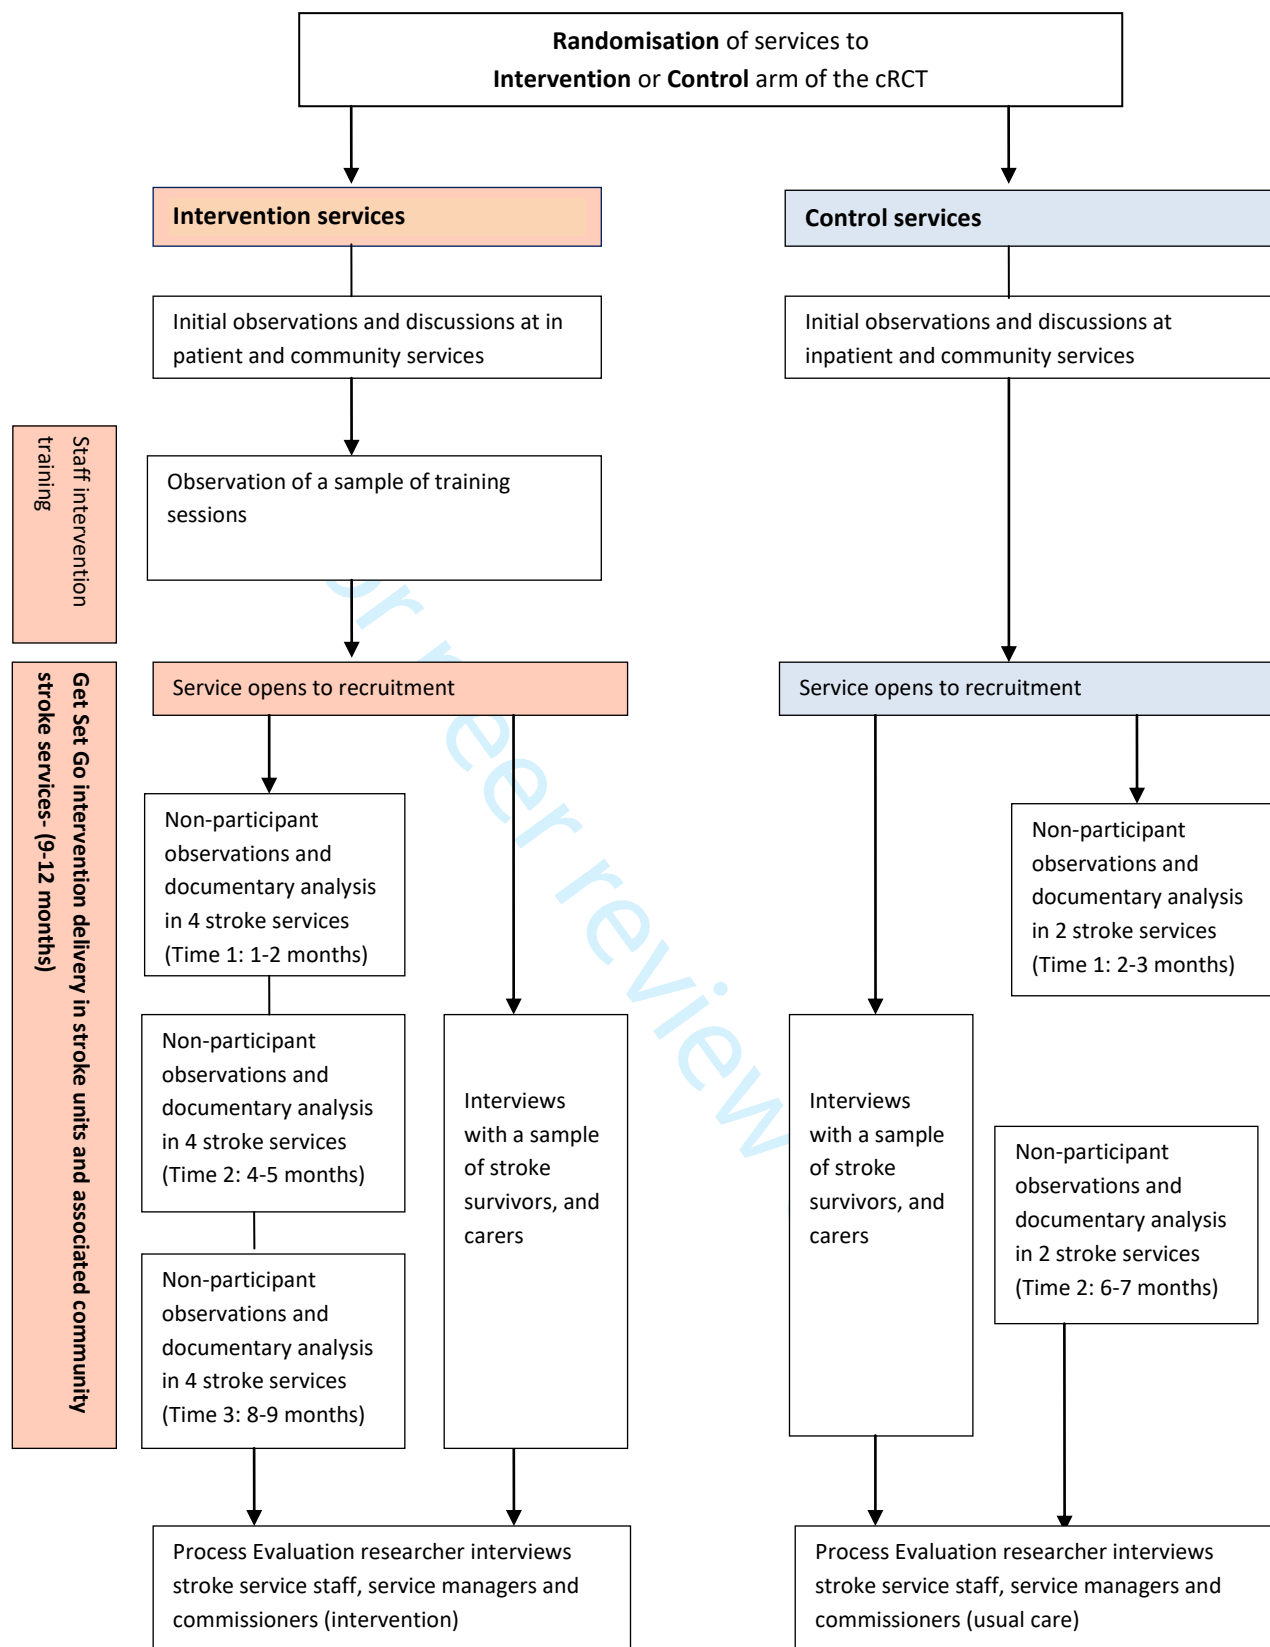 Randomisation of services to
Intervention or Control arm of the cRCT
Intervention services
Control services
Initial observations and discussions at in
patient and community services
Initial observations and discussions at
inpatient and community services
Staff intervention
training
Observation of a sample of training
sessions
Service opens to recruitment
Service opens to recruitment
Get Set Go intervention delivery in stroke units and associated community
stroke services- (9-12 months)
Non-participant
observations and
documentary analysis
in 4 stroke services
(Time 1: 1-2 months)
Non-participant
observations and
documentary analysis
in 2 stroke services
(Time 1: 2-3 months)
Non-participant
observations and
documentary analysis
in 4 stroke services
(Time 2: 4-5 months)
Interviews
with a sample
of stroke
survivors, and
carers
Interviews
with a sample
of stroke
survivors, and
carers
Non-participant
observations and
documentary analysis
in 2 stroke services
(Time 2: 6-7 months)
Non-participant
observations and
documentary analysis
in 4 stroke services
(Time 3: 8-9 months)
Process Evaluation researcher interviews
stroke service staff, service managers and
commissioners (intervention)
Process Evaluation researcher interviews
stroke service staff, service managers and
commissioners (usual care)
review